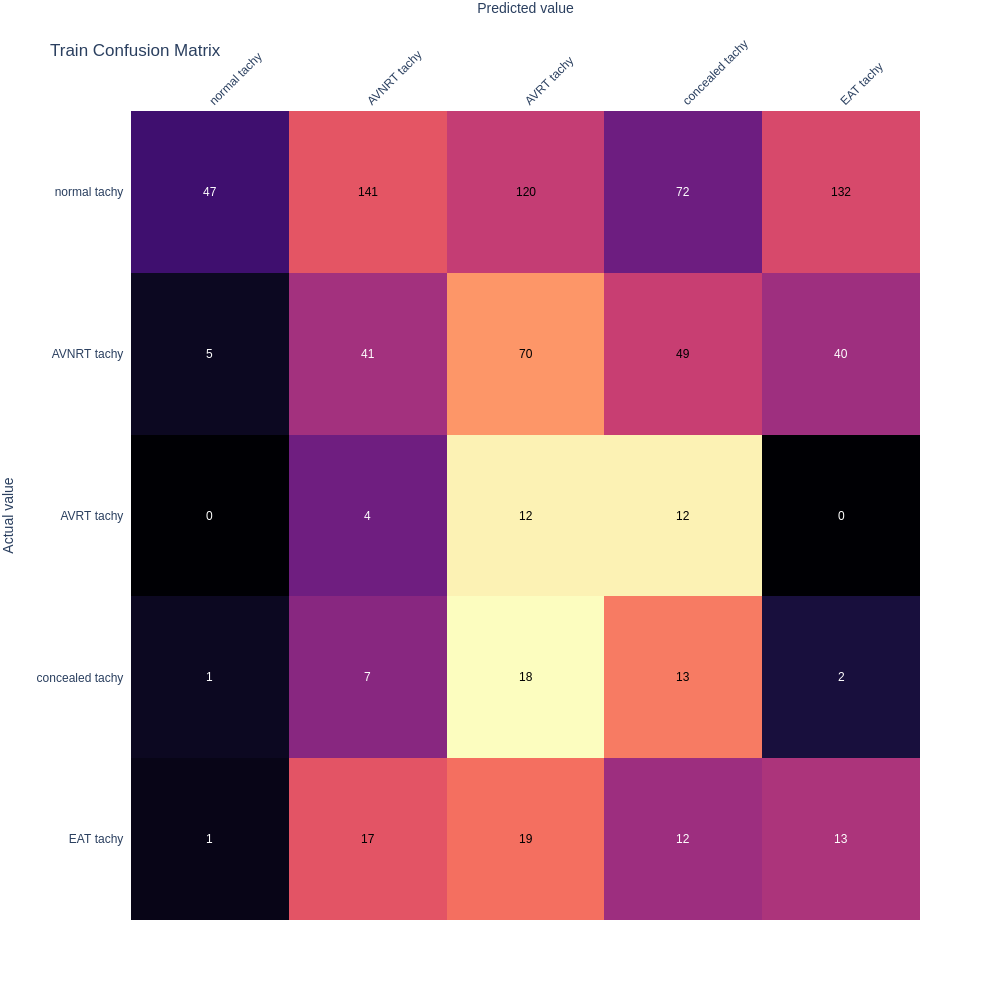 Predicted value
Train Confusion Matrix
normal tachy
AVNRT tachy
AVRT tachy
concealed tachy
EAT tachy
normal tachy 47 141 120 72 132
AVNRT tachy 5 41 70 49 40
AVRT tachy 0 4 12 12 0
concealed tachy 1 7 18 13 2
EAT tachy 1 17 19 12 13
Actual value